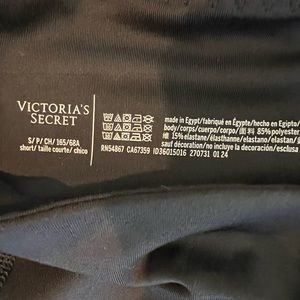 VICTORIA'S
SECRET
S/P/CH/165/68A
short/ taille courte/ chico
RN54867 CA67359 ID36015016 270731 01 24
made in Egypt/fabriqué en Égypte/hecho en Egipto/
body/corps/cuerpo/corpo/ 面料 85% polyester
15% elastane/élasthanne/elastano/
sauf décoration/no incluye la decoración/esclusa